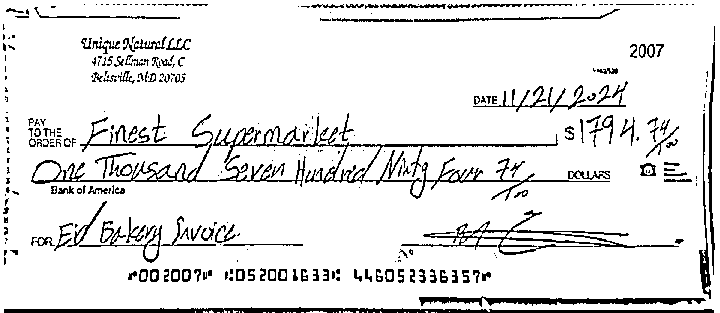 Unique Natural LLC
4715 Sellman Road, C
Beltsville, MD 20705
2007
DATE 11/21/2024
PAY TO THE ORDER OF Finest Supermarket $ 1794.74/100
One Thousand Seven Hundred Ninty Four 74/100 DOLLARS
Bank of America
FOR Bakery Invoice
⑈002007⑈ ⑆052001633⑆ 446052336357⑈